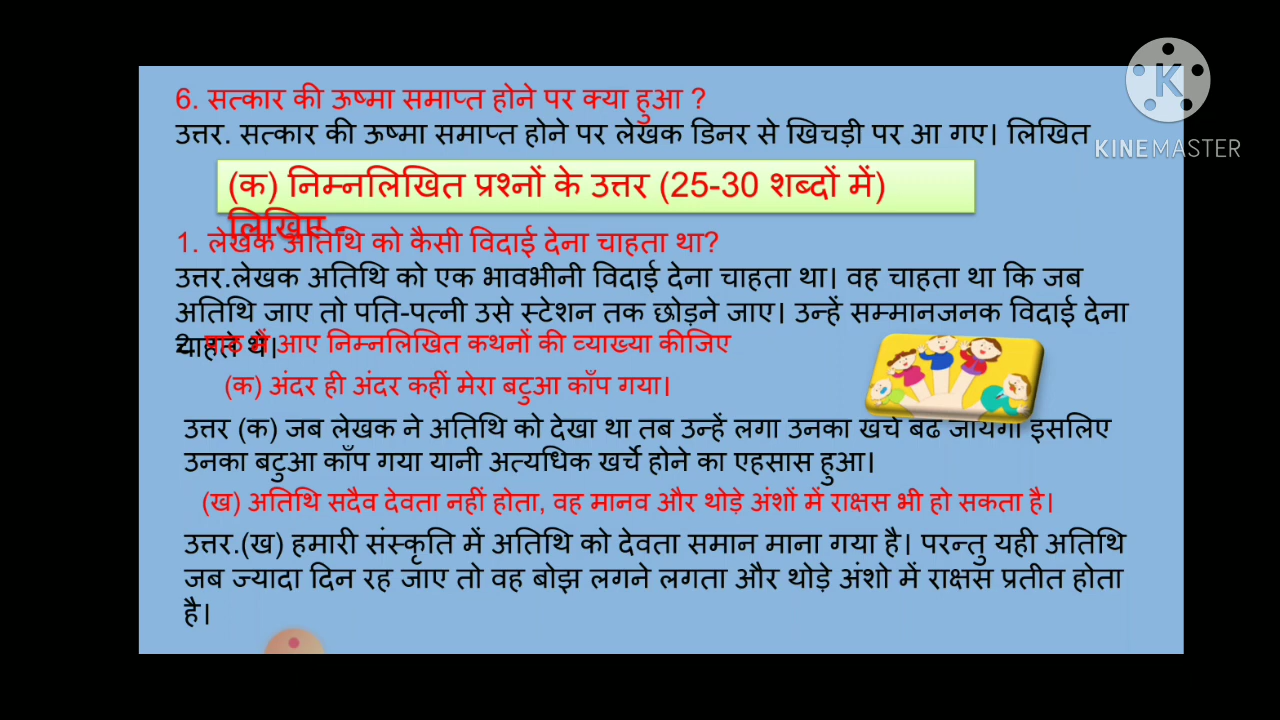 6. सत्कार की ऊष्मा समाप्त होने पर क्या हुआ ?
उत्तर. सत्कार की ऊष्मा समाप्त होने पर लेखक डिनर से खिचड़ी पर आ गए। लिखित
KINEMASTER
(क) निम्नलिखित प्रश्नों के उत्तर (25-30 शब्दों में)
लिखिए -
1. लेखक अतिथि को कैसी विदाई देना चाहता था?
उत्तर.लेखक अतिथि को एक भावभीनी विदाई देना चाहता था। वह चाहता था कि जब
अतिथि जाए तो पति-पत्नी उसे स्टेशन तक छोड़ने जाए। उन्हें सम्मानजनक विदाई देना
चाहते थे।
2. पाठ में आए निम्नलिखित कथनों की व्याख्या कीजिए
(क) अंदर ही अंदर कहीं मेरा बटुआ काँप गया।
उत्तर (क) जब लेखक ने अतिथि को देखा था तब उन्हें लगा उनका खर्च बढ जायेगा इसलिए
उनका बटुआ काँप गया यानी अत्यधिक खर्चे होने का एहसास हुआ।
(ख) अतिथि सदैव देवता नहीं होता, वह मानव और थोड़े अंशों में राक्षस भी हो सकता है।
उत्तर.(ख) हमारी संस्कृति में अतिथि को देवता समान माना गया है। परन्तु यही अतिथि
जब ज्यादा दिन रह जाए तो वह बोझ लगने लगता और थोड़े अंशो में राक्षस प्रतीत होता
है।